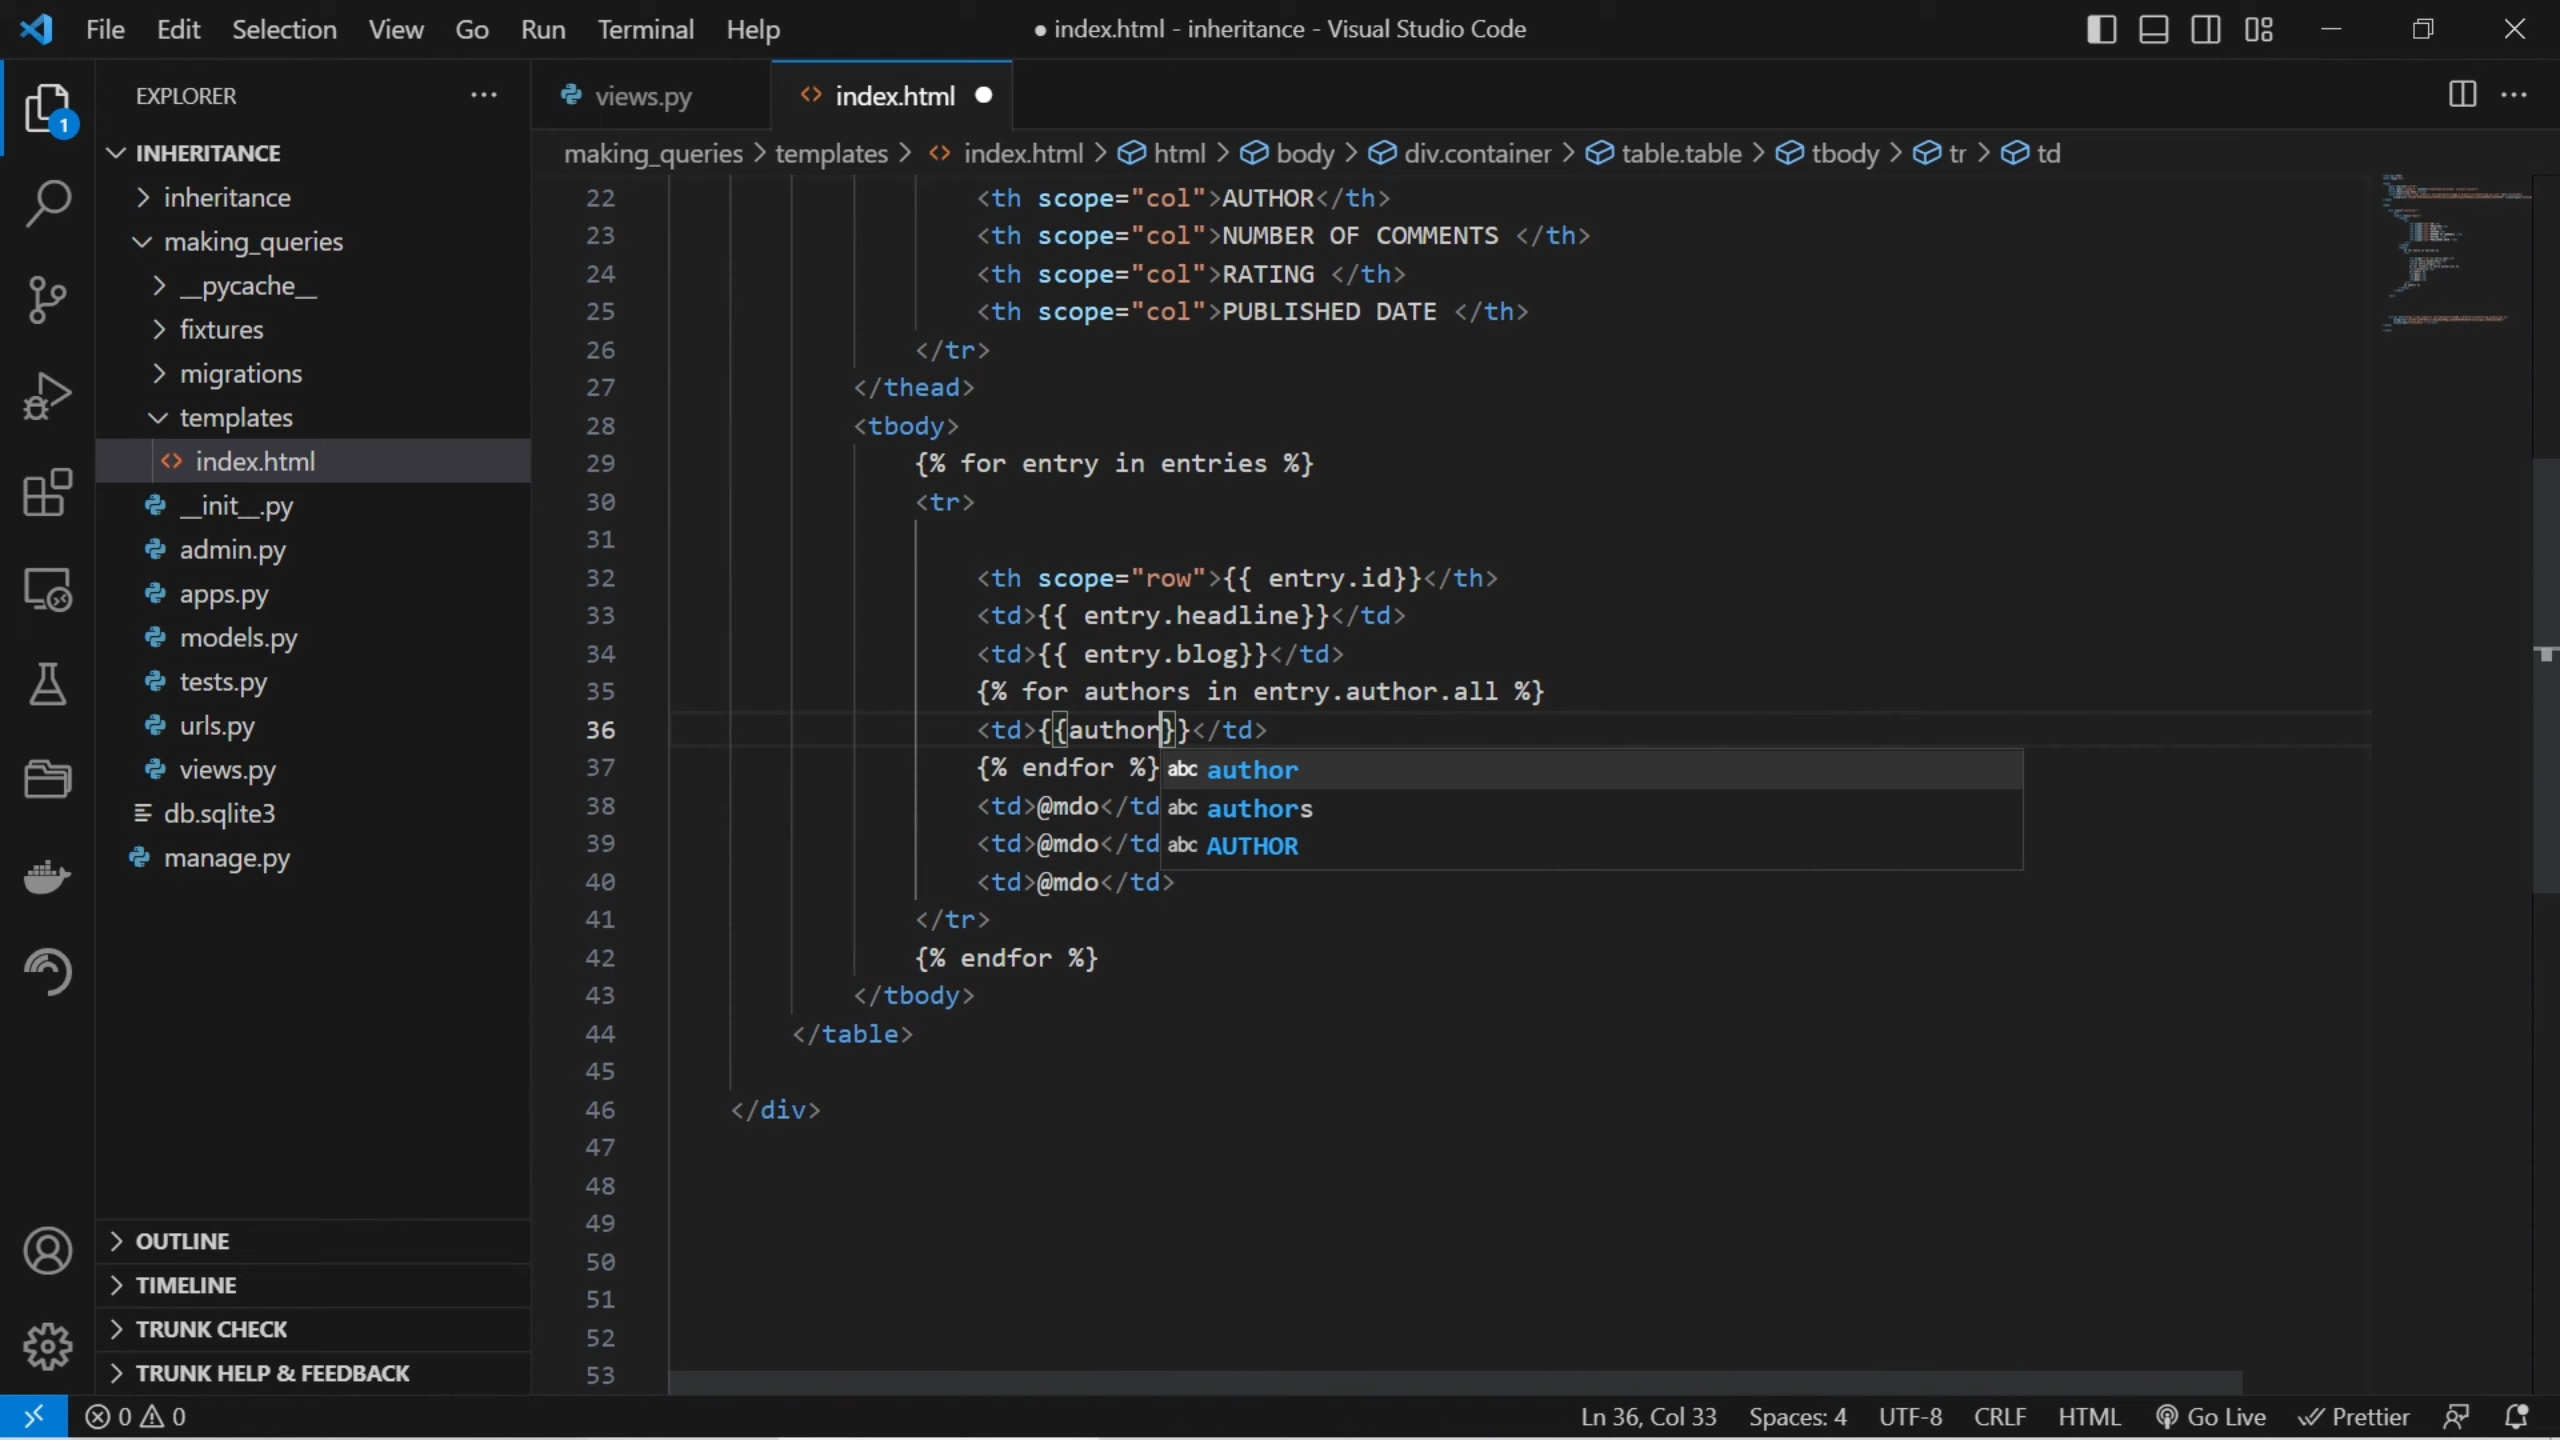 File Edit Selection View Go Run Terminal Help
● index.html - inheritance - Visual Studio Code
EXPLORER
1
INHERITANCE
inheritance
making_queries
__pycache__
fixtures
migrations
templates
index.html
__init__.py
admin.py
apps.py
models.py
tests.py
urls.py
views.py
db.sqlite3
manage.py
OUTLINE
TIMELINE
TRUNK CHECK
TRUNK HELP & FEEDBACK
views.py index.html
making_queries > templates > index.html > html > body > div.container > table.table > tbody > tr > td
22 <th scope="col">AUTHOR</th>
23 <th scope="col">NUMBER OF COMMENTS </th>
24 <th scope="col">RATING </th>
25 <th scope="col">PUBLISHED DATE </th>
26 </tr>
27 </thead>
28 <tbody>
29 {% for entry in entries %}
30 <tr>
31
32 <th scope="row">{{ entry.id}}</th>
33 <td>{{ entry.headline}}</td>
34 <td>{{ entry.blog}}</td>
35 {% for authors in entry.author.all %}
36 <td>{{author}}</td>
37 {% endfor %}
abc author
38 <td>@mdo</td
abc authors
39 <td>@mdo</td
abc AUTHOR
40 <td>@mdo</td>
41 </tr>
42 {% endfor %}
43 </tbody>
44 </table>
45
46 </div>
47
48
49
50
51
52
53
0 0 Ln 36, Col 33 Spaces: 4 UTF-8 CRLF HTML Go Live Prettier